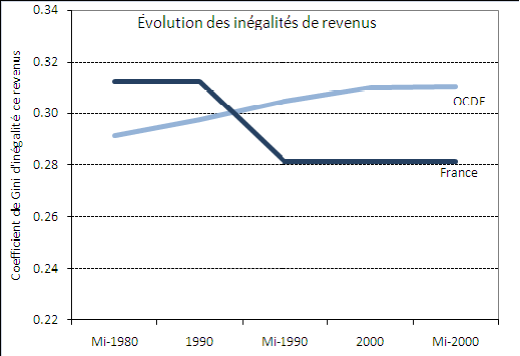 Évolution des inégalités de revenus
Coefficient de Gini d'inégalité ce revenus
0.34
0.32
0.30
0.28
0.26
0.24
0.22
OCDE
France
Mi-1980 1990 Mi-1990 2000 Mi-2000